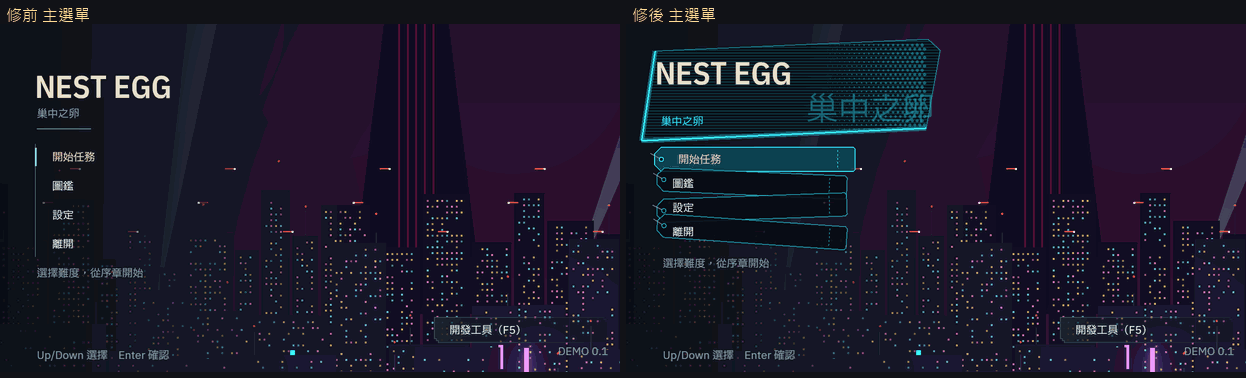 修前 主選單
NEST EGG
巢中之卵
開始任務
圖鑑
設定
離開
選擇難度，從序章開始
開發工具（F5）
Up/Down 選擇 Enter 確認
DEMO 0.1
修後 主選單
NEST EGG
巢中之卵
巢中之卵
開始任務
圖鑑
設定
離開
選擇難度，從序章開始
開發工具（F5）
Up/Down 選擇 Enter 確認
DEMO 0.1